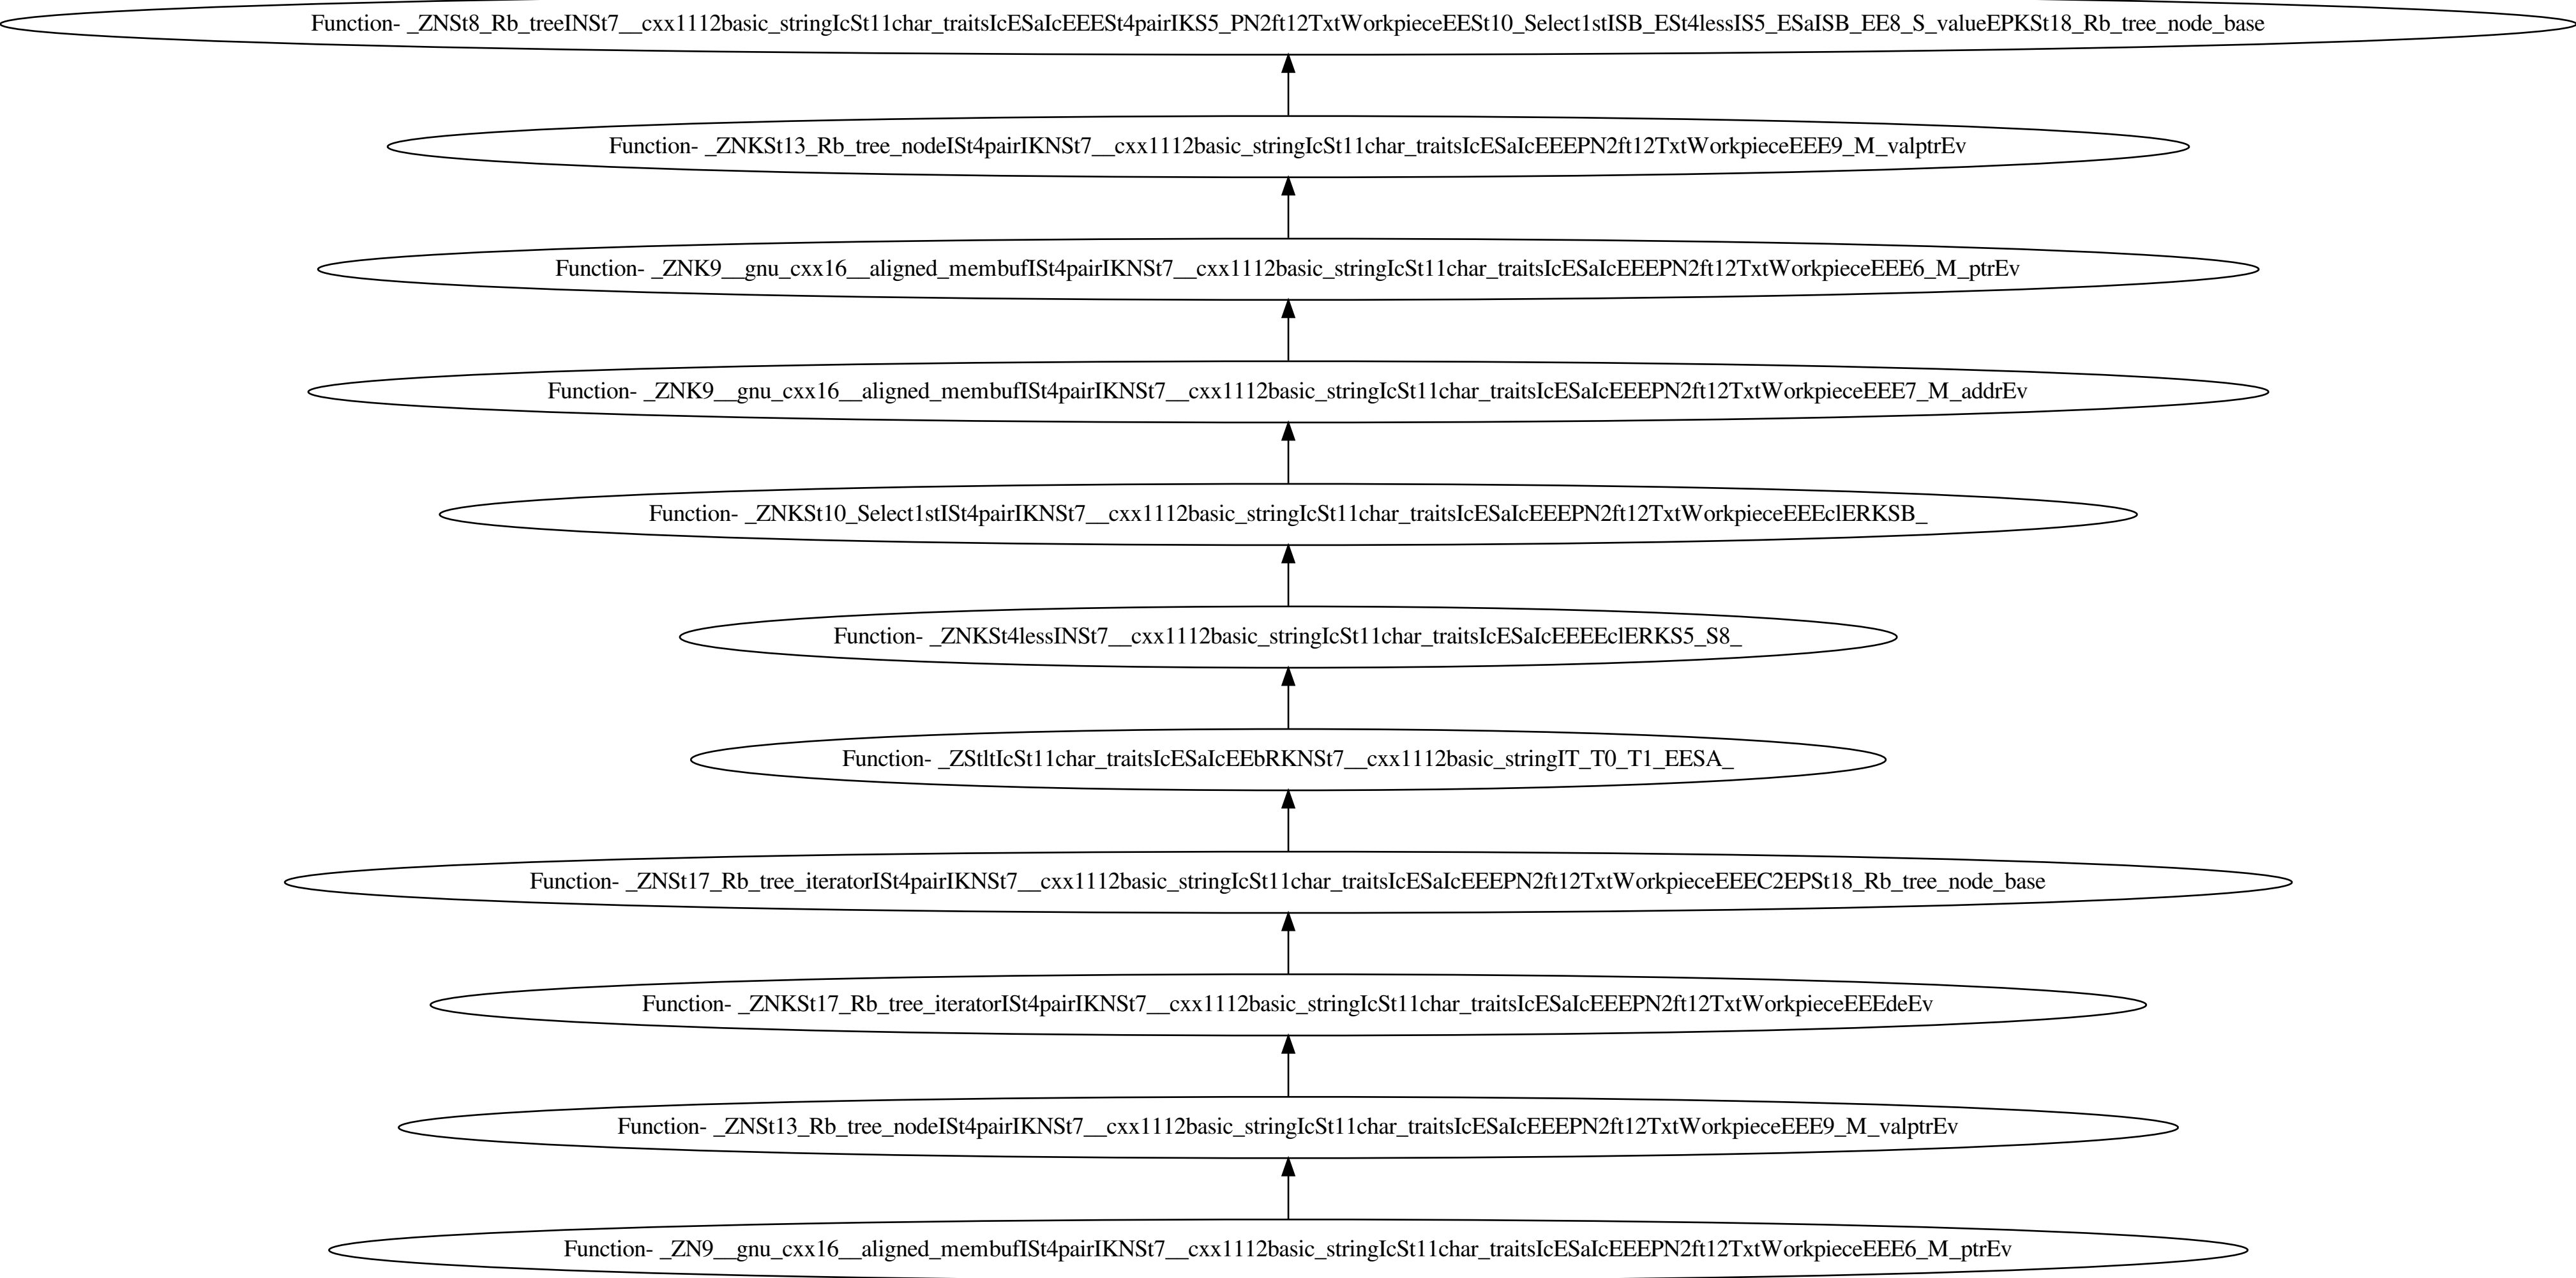 Function- _ZNSt8_Rb_treeINSt7__cxx1112basic_stringIcSt11char_traitsIcESaIcEEESt4pairIKS5_PN2ft12TxtWorkpieceEESt10_Select1stISB_ESt4lessIS5_ESaISB_EE8_S_valueEPKSt18_Rb_tree_node_base
Function- _ZNKSt13_Rb_tree_nodeISt4pairIKNSt7__cxx1112basic_stringIcSt11char_traitsIcESaIcEEEPN2ft12TxtWorkpieceEEE9_M_valptrEv
Function- _ZNK9__gnu_cxx16__aligned_membufISt4pairIKNSt7__cxx1112basic_stringIcSt11char_traitsIcESaIcEEEPN2ft12TxtWorkpieceEEE6_M_ptrEv
Function- _ZNK9__gnu_cxx16__aligned_membufISt4pairIKNSt7__cxx1112basic_stringIcSt11char_traitsIcESaIcEEEPN2ft12TxtWorkpieceEEE7_M_addrEv
Function- _ZNKSt10_Select1stISt4pairIKNSt7__cxx1112basic_stringIcSt11char_traitsIcESaIcEEEPN2ft12TxtWorkpieceEEEclERKSB_
Function- _ZNKSt4lessINSt7__cxx1112basic_stringIcSt11char_traitsIcESaIcEEEEclERKS5_S8_
Function- _ZStltIcSt11char_traitsIcESaIcEEbRKNSt7__cxx1112basic_stringIT_T0_T1_EESA_
Function- _ZNSt17_Rb_tree_iteratorISt4pairIKNSt7__cxx1112basic_stringIcSt11char_traitsIcESaIcEEEPN2ft12TxtWorkpieceEEEC2EPSt18_Rb_tree_node_base
Function- _ZNKSt17_Rb_tree_iteratorISt4pairIKNSt7__cxx1112basic_stringIcSt11char_traitsIcESaIcEEEPN2ft12TxtWorkpieceEEEdeEv
Function- _ZNSt13_Rb_tree_nodeISt4pairIKNSt7__cxx1112basic_stringIcSt11char_traitsIcESaIcEEEPN2ft12TxtWorkpieceEEE9_M_valptrEv
Function- _ZN9__gnu_cxx16__aligned_membufISt4pairIKNSt7__cxx1112basic_stringIcSt11char_traitsIcESaIcEEEPN2ft12TxtWorkpieceEEE6_M_ptrEv